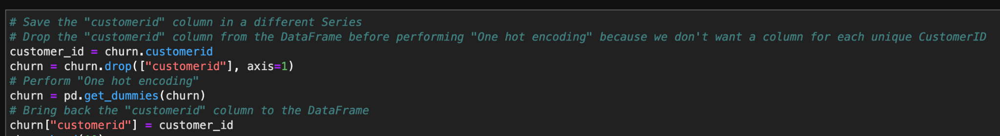 # Save the "customerid" column in a different Series
# Drop the "customerid" column from the DataFrame before performing "One hot encoding" because we don't want a column for each unique CustomerID
customer_id = churn.customerid
churn = churn.drop(["customerid"], axis=1)
# Perform "One hot encoding"
churn = pd.get_dummies(churn)
# Bring back the "customerid" column to the DataFrame
churn["customerid"] = customer_id